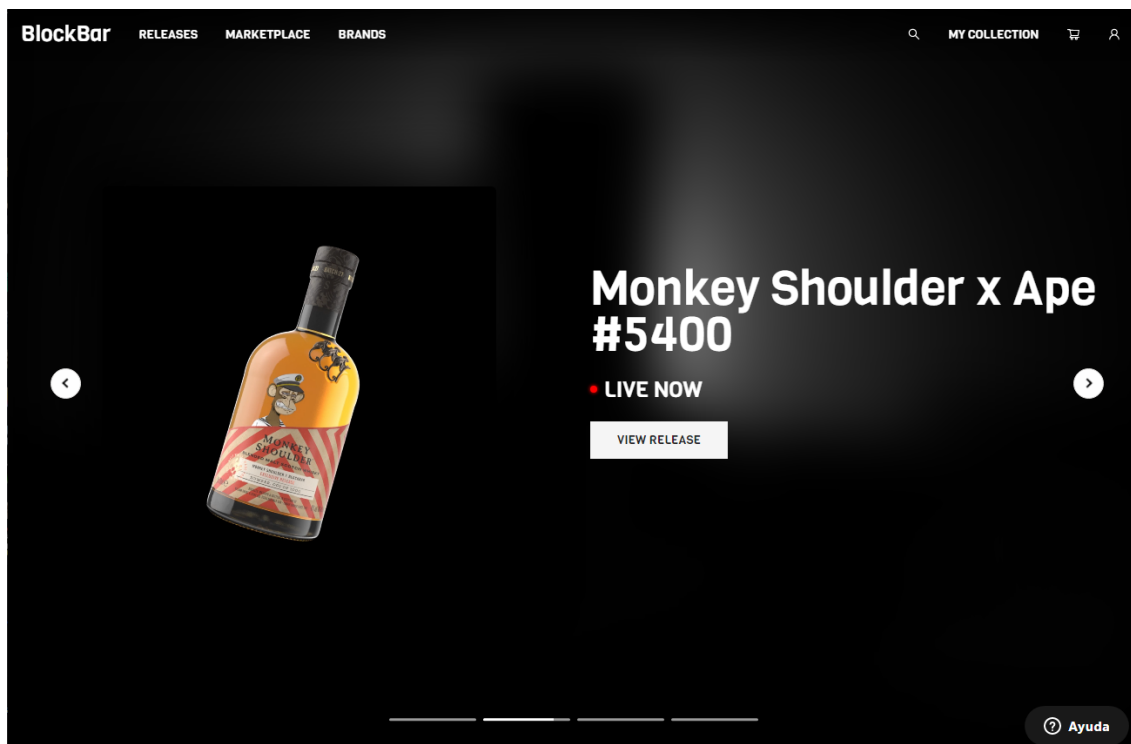 BlockBar
RELEASES
MARKETPLACE
BRANDS
MY COLLECTION
Monkey Shoulder x Ape
#5400
LIVE NOW
VIEW RELEASE
MONKEY
SHOULDER
Ayuda